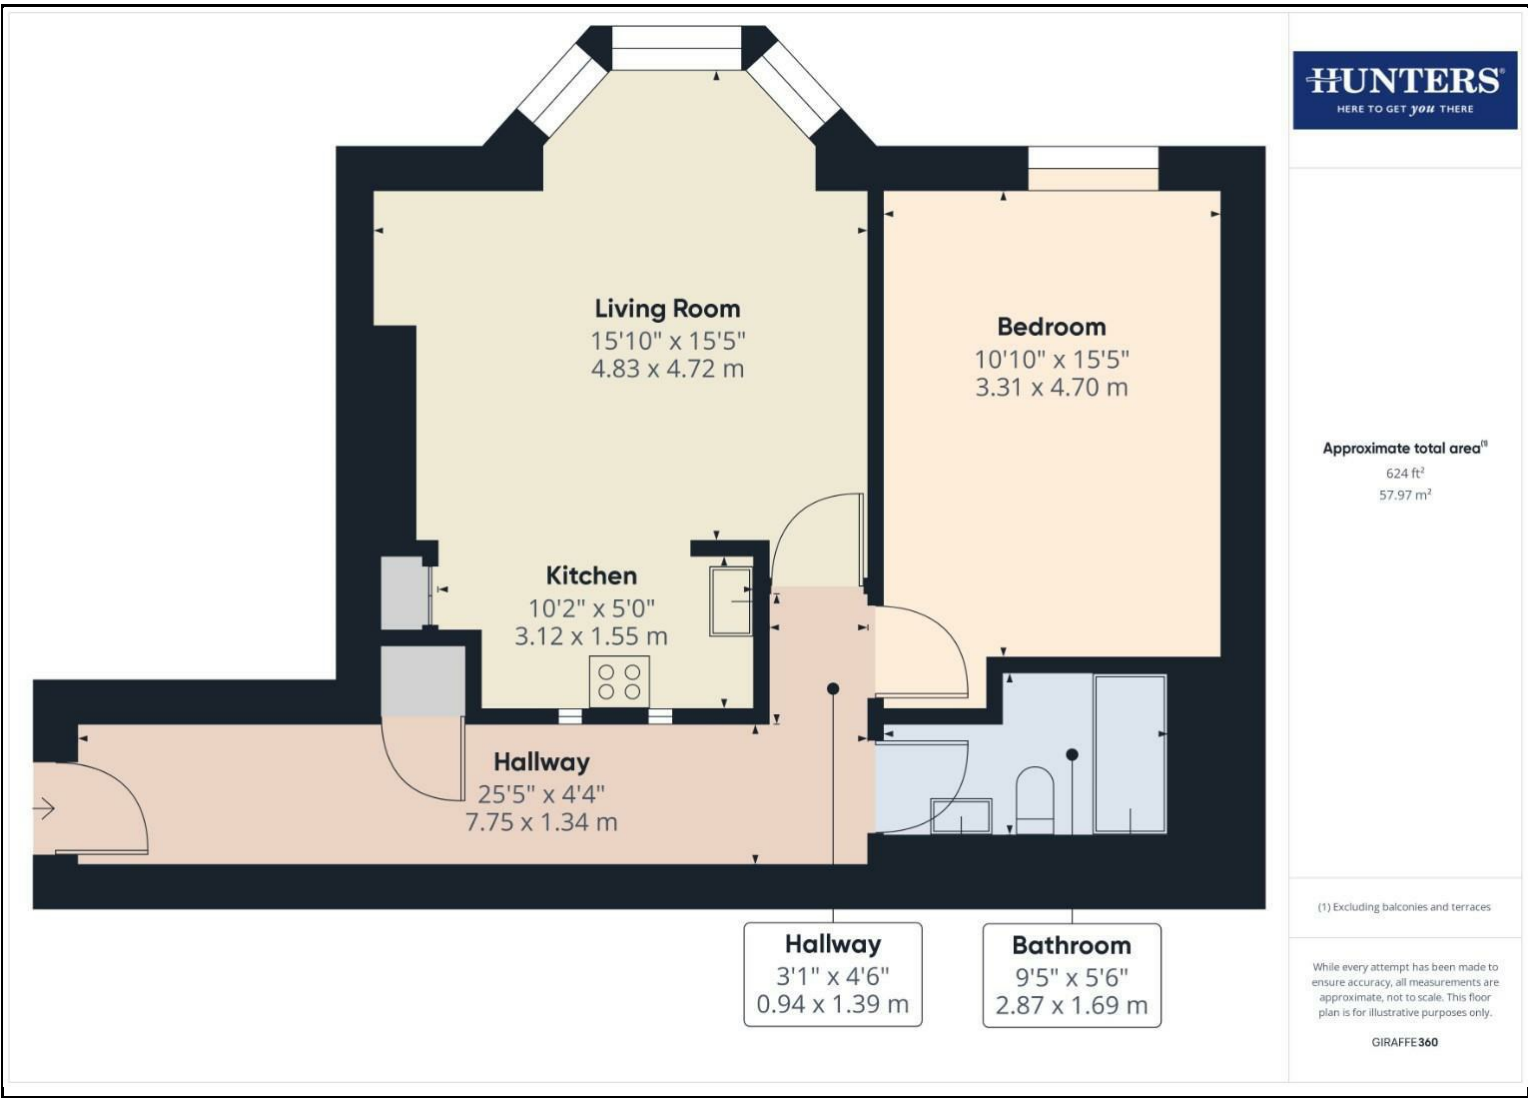 Living Room
15'10" x 15'5"
4.83 x 4.72 m
Bedroom
10'10" x 15'5"
3.31 x 4.70 m
Kitchen
10'2" x 5'0"
3.12 x 1.55 m
Hallway
25'5" x 4'4"
7.75 x 1.34 m
Hallway
3'1" x 4'6"
0.94 x 1.39 m
Bathroom
9'5" x 5'6"
2.87 x 1.69 m
HUNTERS®
HERE TO GET you THERE
Approximate total area(1)
624 ft²
57.97 m²
(1) Excluding balconies and terraces
While every attempt has been made to
ensure accuracy, all measurements are
approximate, not to scale. This floor
plan is for illustrative purposes only.
GIRAFFE360